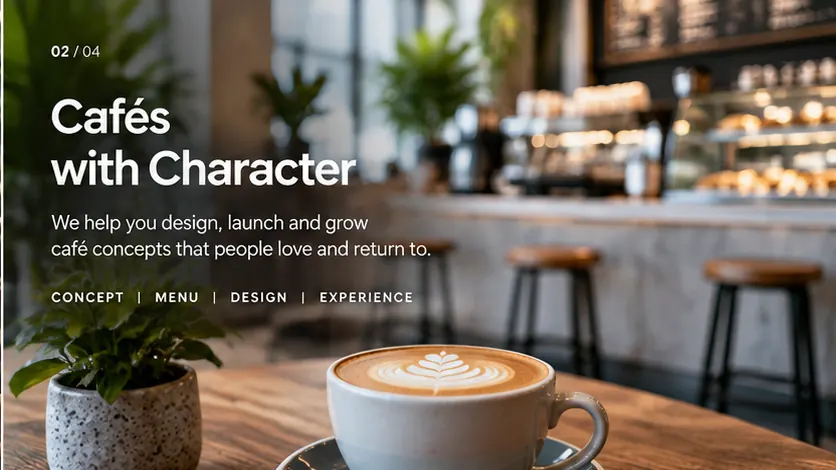 02 / 04
Cafés
with Character
We help you design, launch and grow
café concepts that people love and return to.
CONCEPT | MENU | DESIGN | EXPERIENCE